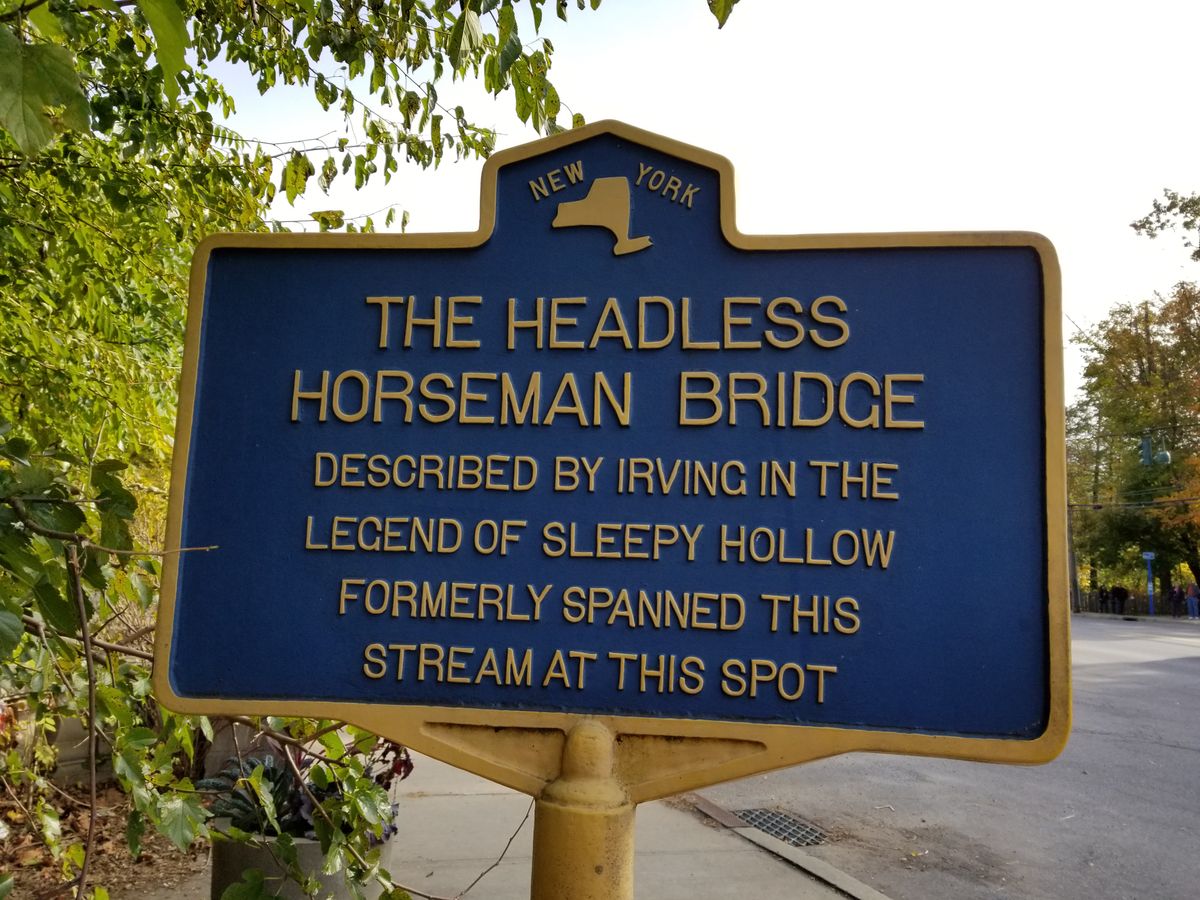 NEW YORK
THE HEADLESS
HORSEMAN BRIDGE
DESCRIBED BY IRVING IN THE
LEGEND OF SLEEPY HOLLOW
FORMERLY SPANNED THIS
STREAM AT THIS SPOT